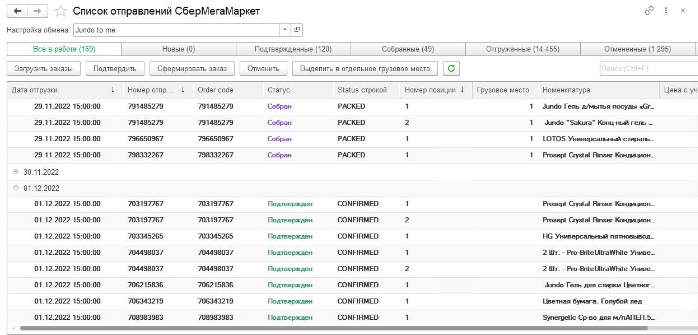 Список отправлений СберМегаМаркет
Настройка обмена: Jundo to me
Все в работе (169) Новые (0) Подтвержденные (120) Собранные (49) Отгруженные (14 455) Отмененные (1 295)
Загрузить заказы Подтвердить Сформировать заказ Отменить Выделить в отдельное грузовое место Поиск (Ctrl+F)
Дата отгрузки ↓ Номер отпр... ↓ Order code Статус Status строкой Номер позиции ↓ Грузовое место Номенклатура Цена с уч
29.11.2022 15:00:00 791485279 791485279 Собран PACKED 1 1 Jundo Гель д/мытья посуды «Gr...
29.11.2022 15:00:00 791485279 791485279 Собран PACKED 2 1 Jundo "Sakura" Концтный гель ...
29.11.2022 15:00:00 796650967 796650967 Собран PACKED 1 1 LOTOS Универсальный стираль...
29.11.2022 15:00:00 798332267 798332267 Собран PACKED 1 1 Prosept Crystal Rinser Кондицион...
30.11.2022
01.12.2022
01.12.2022 15:00:00 703197767 703197767 Подтвержден CONFIRMED 1 Prosept Crystal Rinser Кондицион...
01.12.2022 15:00:00 703197767 703197767 Подтвержден CONFIRMED 2 Prosept Crystal Rinser Кондицион...
01.12.2022 15:00:00 703345265 703345265 Подтвержден CONFIRMED 1 HG Универсальный пятновывод...
01.12.2022 15:00:00 704498037 704498037 Подтвержден CONFIRMED 1 2 Шт. - Pro-BriteUltraWhite Униве...
01.12.2022 15:00:00 704498037 704498037 Подтвержден CONFIRMED 2 2 Шт. - Pro-BriteUltraWhite Униве...
01.12.2022 15:00:00 706215836 706215836 Подтвержден CONFIRMED 1 Jundo Гель для стирки Цветног...
01.12.2022 15:00:00 706343219 706343219 Подтвержден CONFIRMED 1 Цветная бумага. Голубой лед
01.12.2022 15:00:00 708983983 708983983 Подтвержден CONFIRMED 1 Synergetic Ср-во для м/пАПЕЛ.5...